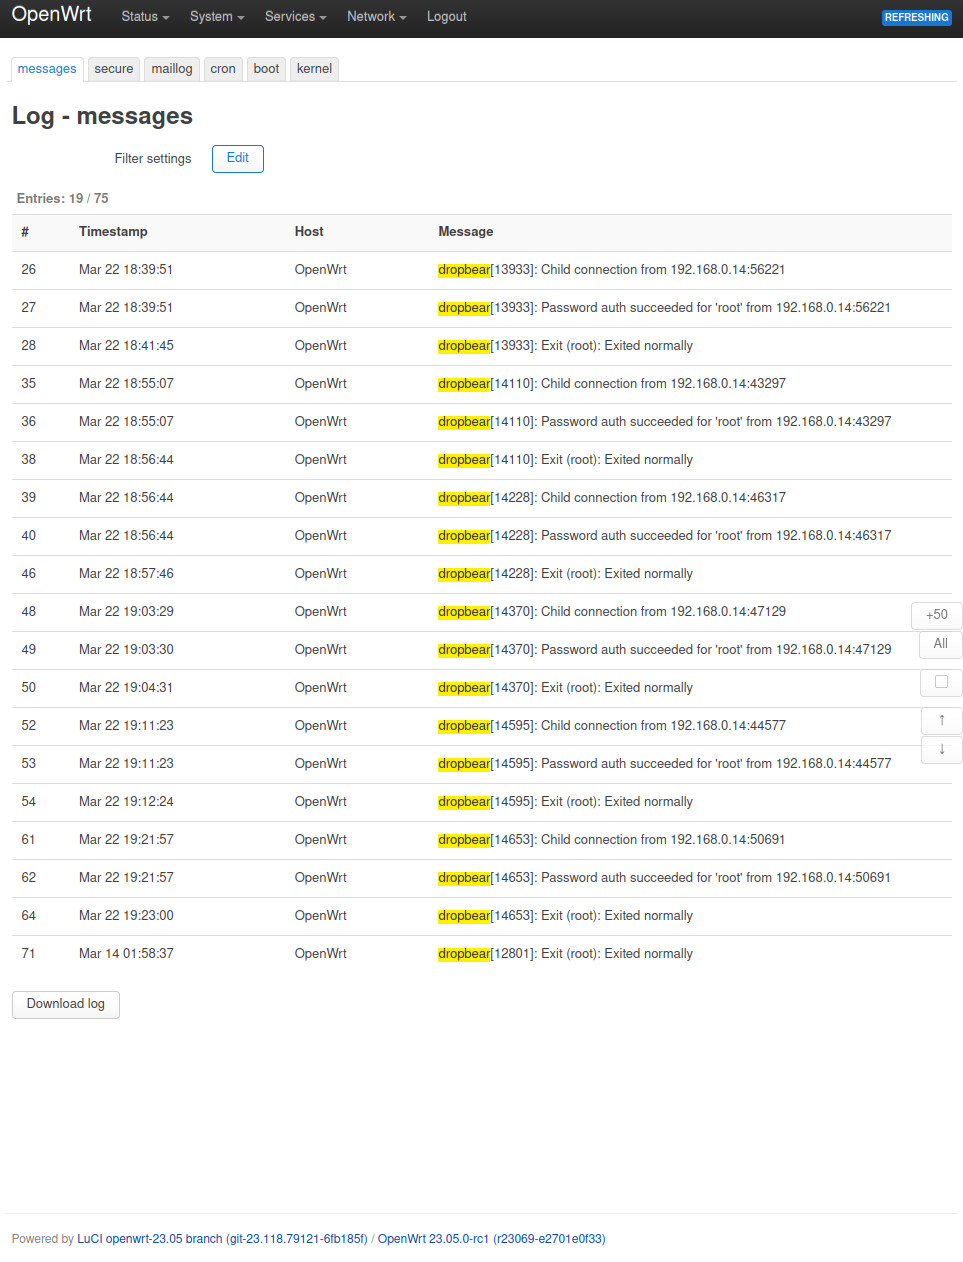 OpenWrt Status System Services Network Logout REFRESHING
messages secure maillog cron boot kernel
Log - messages
Filter settings Edit
Entries: 19 / 75
# Timestamp Host Message
26 Mar 22 18:39:51 OpenWrt dropbear[13933]: Child connection from 192.168.0.14:56221
27 Mar 22 18:39:51 OpenWrt dropbear[13933]: Password auth succeeded for 'root' from 192.168.0.14:56221
28 Mar 22 18:41:45 OpenWrt dropbear[13933]: Exit (root): Exited normally
35 Mar 22 18:55:07 OpenWrt dropbear[14110]: Child connection from 192.168.0.14:43297
36 Mar 22 18:55:07 OpenWrt dropbear[14110]: Password auth succeeded for 'root' from 192.168.0.14:43297
38 Mar 22 18:56:44 OpenWrt dropbear[14110]: Exit (root): Exited normally
39 Mar 22 18:56:44 OpenWrt dropbear[14228]: Child connection from 192.168.0.14:46317
40 Mar 22 18:56:44 OpenWrt dropbear[14228]: Password auth succeeded for 'root' from 192.168.0.14:46317
46 Mar 22 18:57:46 OpenWrt dropbear[14228]: Exit (root): Exited normally
48 Mar 22 19:03:29 OpenWrt dropbear[14370]: Child connection from 192.168.0.14:47129
+50
49 Mar 22 19:03:30 OpenWrt dropbear[14370]: Password auth succeeded for 'root' from 192.168.0.14:47129
All
50 Mar 22 19:04:31 OpenWrt dropbear[14370]: Exit (root): Exited normally
52 Mar 22 19:11:23 OpenWrt dropbear[14595]: Child connection from 192.168.0.14:44577
↑
53 Mar 22 19:11:23 OpenWrt dropbear[14595]: Password auth succeeded for 'root' from 192.168.0.14:44577
↓
54 Mar 22 19:12:24 OpenWrt dropbear[14595]: Exit (root): Exited normally
61 Mar 22 19:21:57 OpenWrt dropbear[14653]: Child connection from 192.168.0.14:50691
62 Mar 22 19:21:57 OpenWrt dropbear[14653]: Password auth succeeded for 'root' from 192.168.0.14:50691
64 Mar 22 19:23:00 OpenWrt dropbear[14653]: Exit (root): Exited normally
71 Mar 14 01:58:37 OpenWrt dropbear[12801]: Exit (root): Exited normally
Download log
Powered by LuCI openwrt-23.05 branch (git-23.118.79121-6fb185f) / OpenWrt 23.05.0-rc1 (r23069-e2701e0f33)